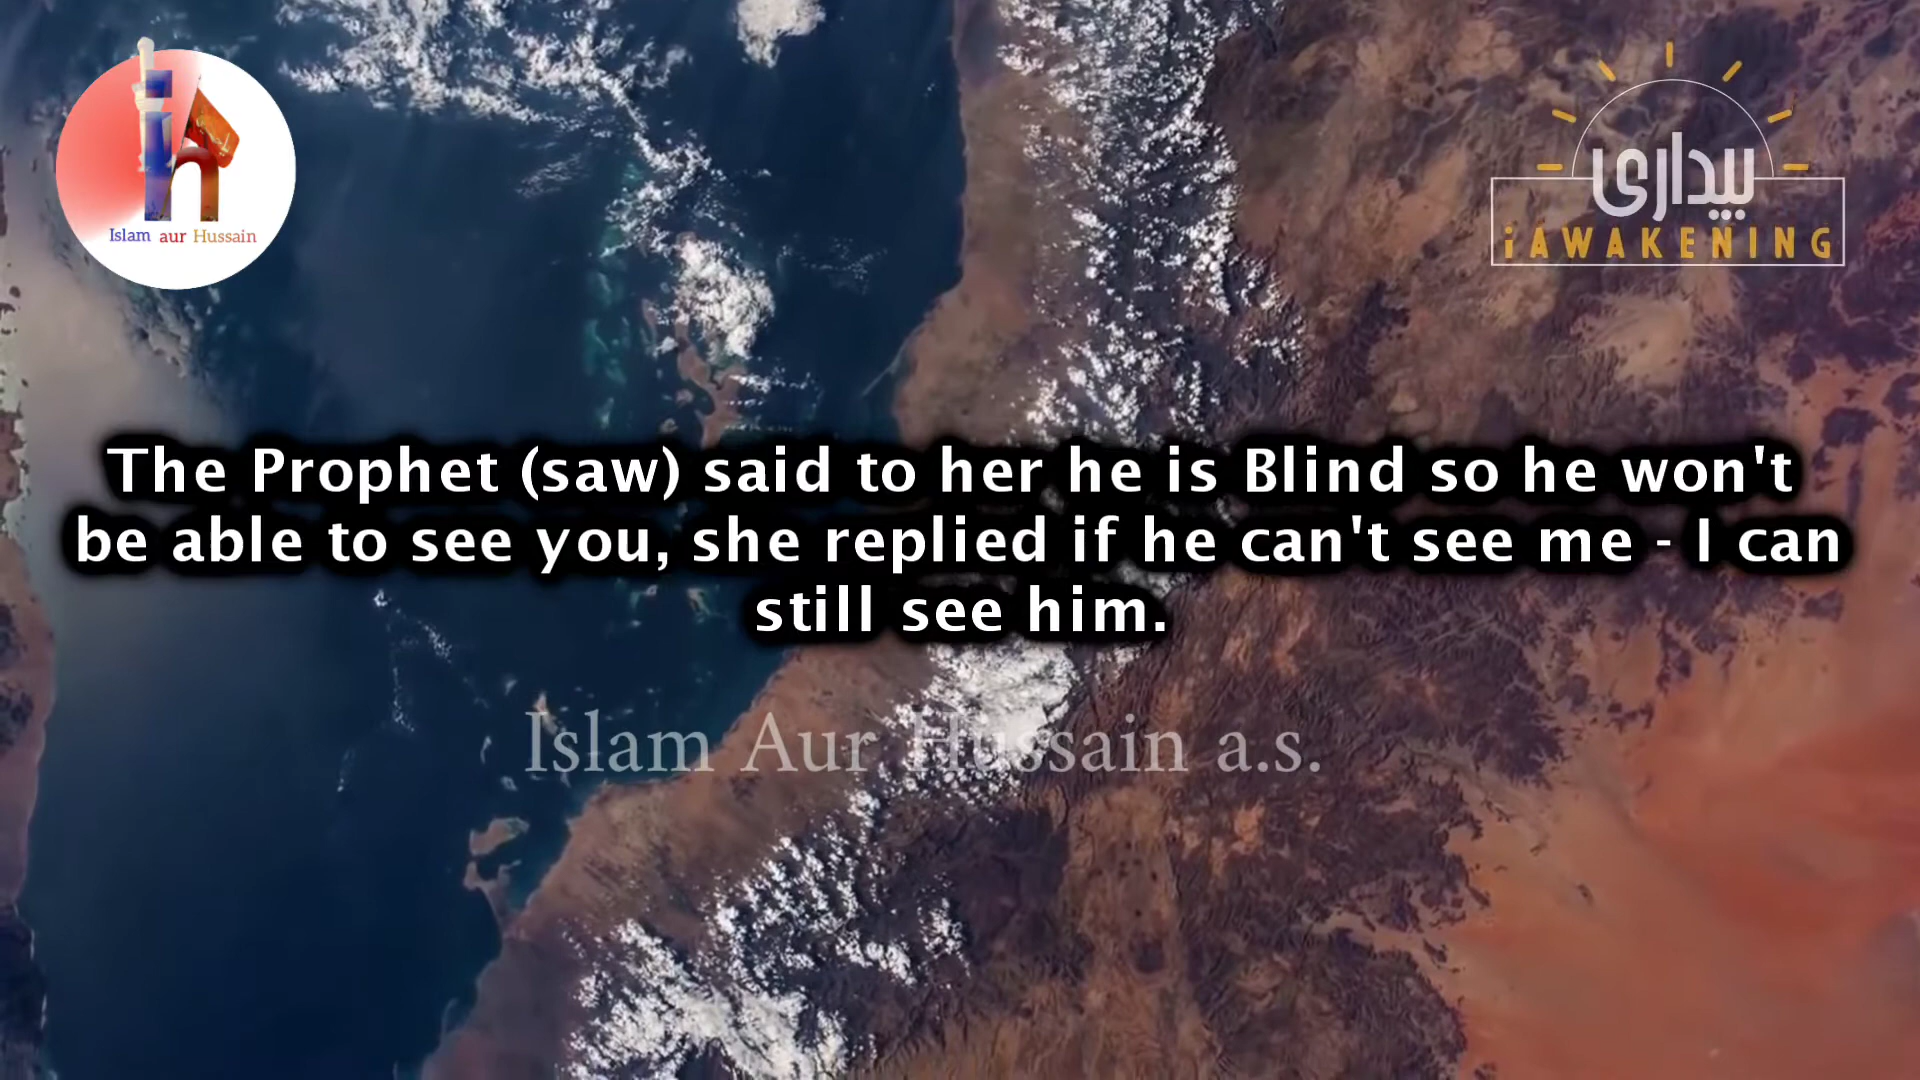 ih
Islam aur Hussain
بیداری
iAWAKENING
The Prophet (saw) said to her he is Blind so he won't
be able to see you, she replied if he can't see me - I can
still see him.
Islam Aur Hussain a.s.